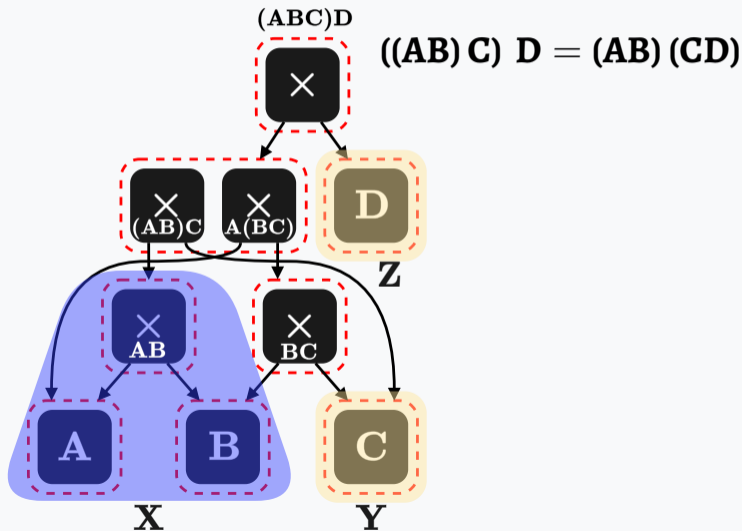 (ABC)D
((AB) C) D = (AB) (CD)
×
× ×
(AB)C A(BC)
D
Z
× ×
AB BC
A B C
X Y